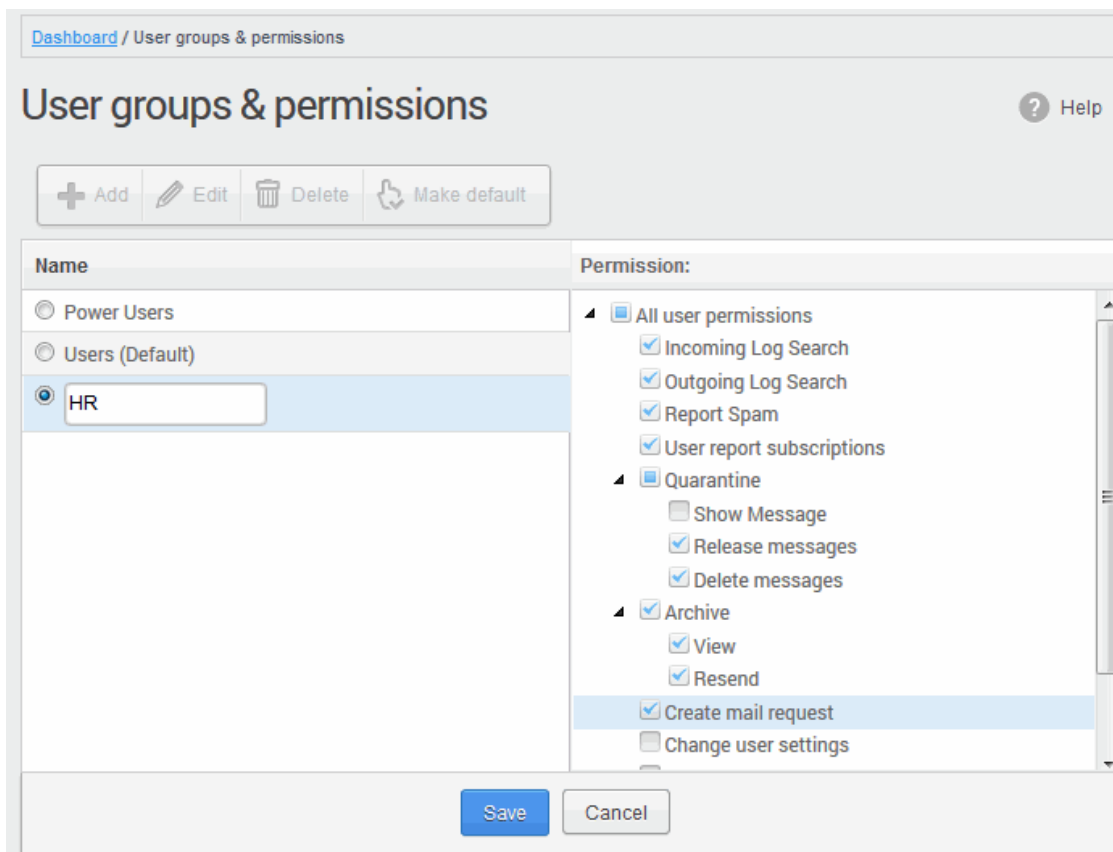 Dashboard / User groups & permissions
User groups & permissions
? Help
Add Edit Delete Make default
Name Permission:
Power Users
Users (Default)
HR
All user permissions
Incoming Log Search
Outgoing Log Search
Report Spam
User report subscriptions
Quarantine
Show Message
Release messages
Delete messages
Archive
View
Resend
Create mail request
Change user settings
Save Cancel